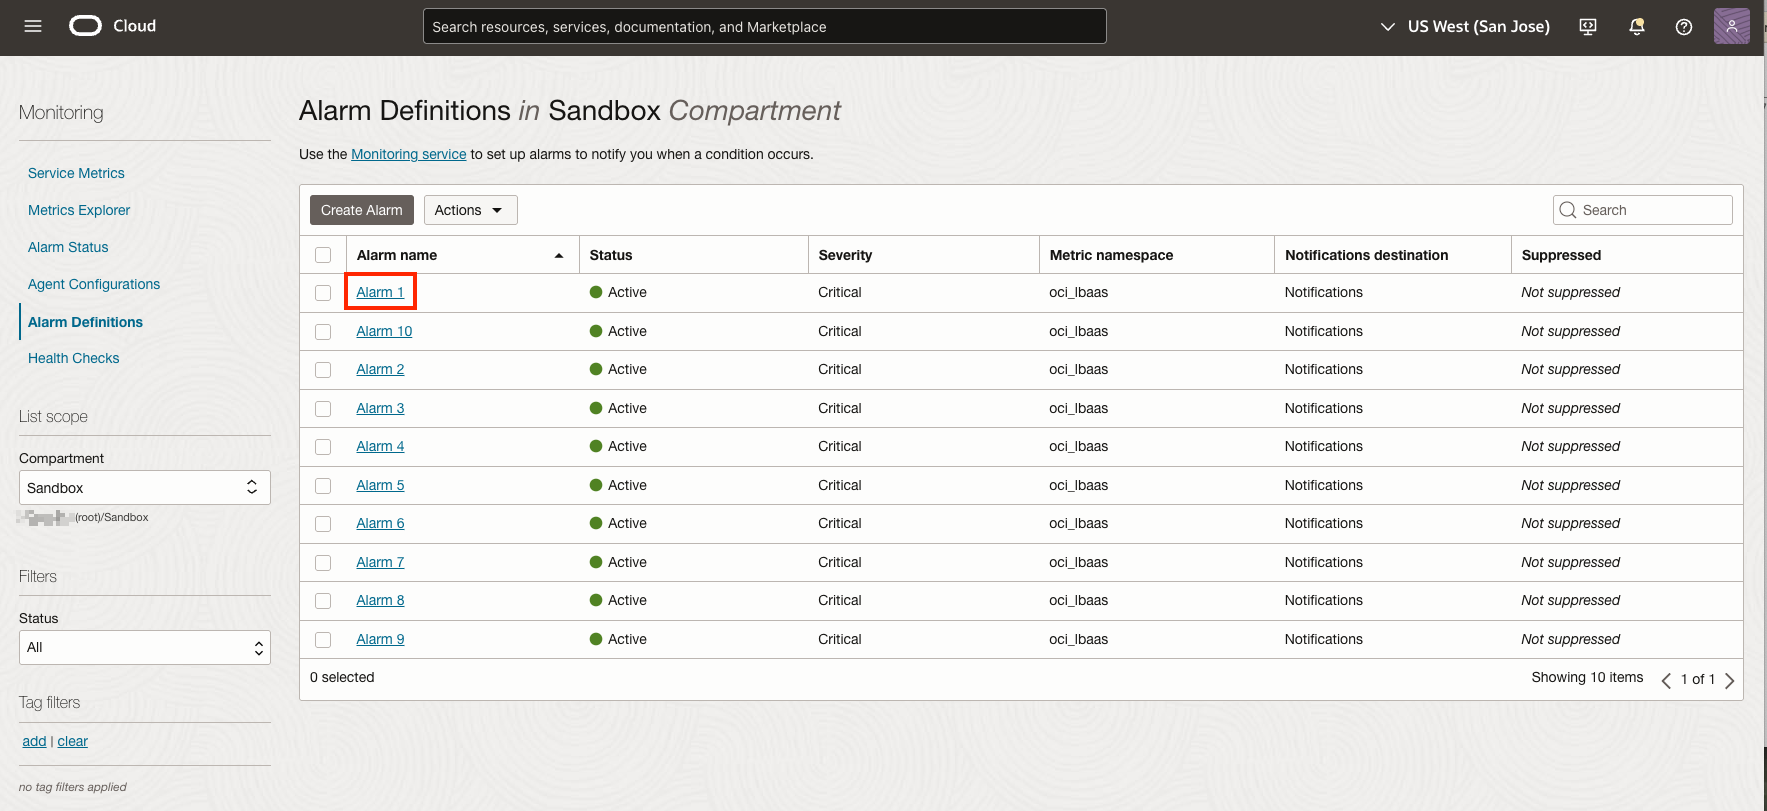 Cloud
Search resources, services, documentation, and Marketplace
US West (San Jose)
Monitoring
Service Metrics
Metrics Explorer
Alarm Status
Agent Configurations
Alarm Definitions
Health Checks
List scope
Compartment
Sandbox
(root)/Sandbox
Filters
Status
All
Tag filters
add | clear
no tag filters applied
Alarm Definitions in Sandbox Compartment
Use the Monitoring service to set up alarms to notify you when a condition occurs.
Create Alarm Actions Search
Alarm name Status Severity Metric namespace Notifications destination Suppressed
Alarm 1 Active Critical oci_lbaas Notifications Not suppressed
Alarm 10 Active Critical oci_lbaas Notifications Not suppressed
Alarm 2 Active Critical oci_lbaas Notifications Not suppressed
Alarm 3 Active Critical oci_lbaas Notifications Not suppressed
Alarm 4 Active Critical oci_lbaas Notifications Not suppressed
Alarm 5 Active Critical oci_lbaas Notifications Not suppressed
Alarm 6 Active Critical oci_lbaas Notifications Not suppressed
Alarm 7 Active Critical oci_lbaas Notifications Not suppressed
Alarm 8 Active Critical oci_lbaas Notifications Not suppressed
Alarm 9 Active Critical oci_lbaas Notifications Not suppressed
0 selected Showing 10 items 1 of 1